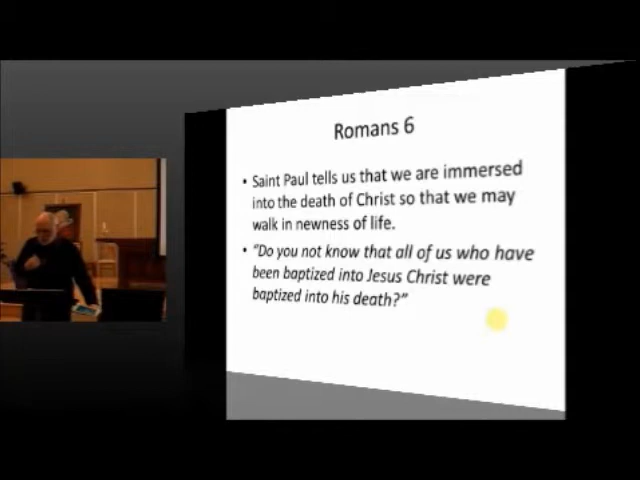 Romans 6
• Saint Paul tells us that we are immersed
into the death of Christ so that we may
walk in newness of life.
• "Do you not know that all of us who have
been baptized into Jesus Christ were
baptized into his death?"